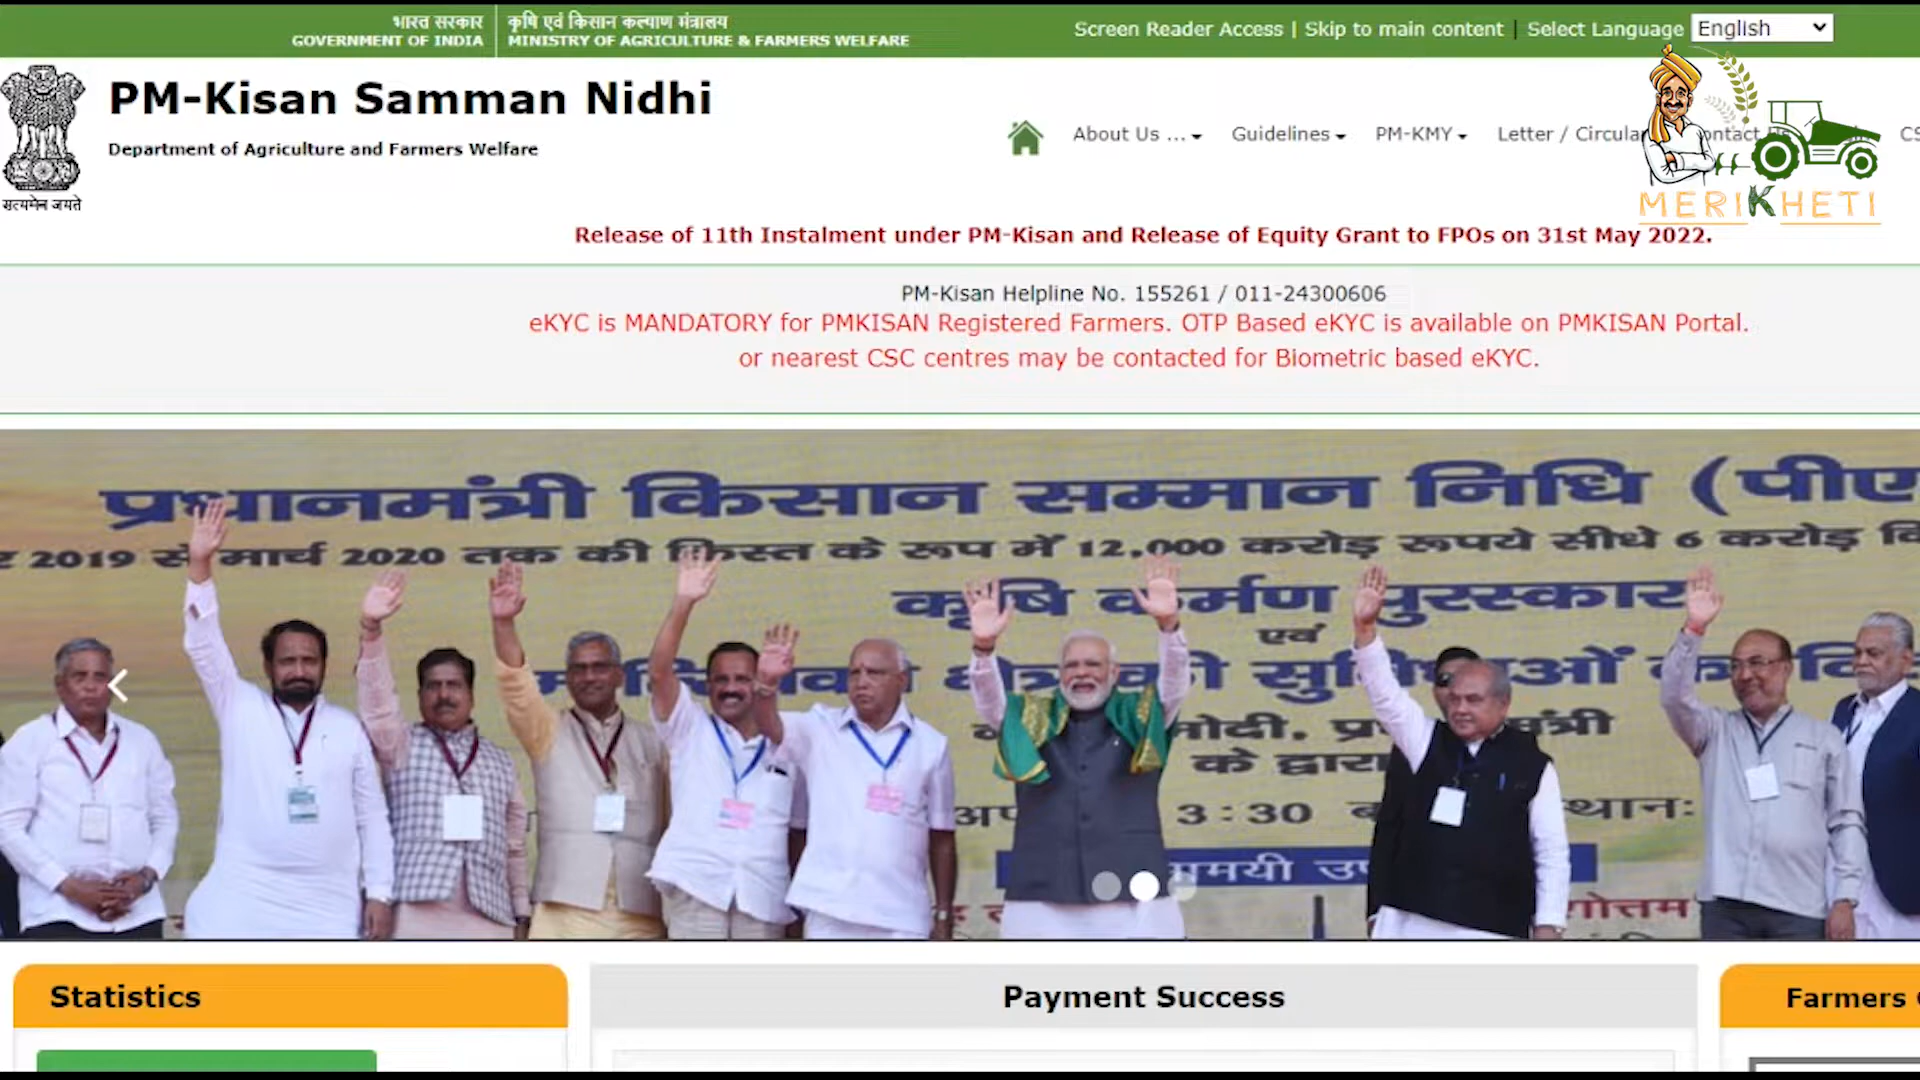 भारत सरकार
GOVERNMENT OF INDIA
कृषि एवं किसान कल्याण मंत्रालय
MINISTRY OF AGRICULTURE & FARMERS WELFARE
Screen Reader Access | Skip to main content | Select Language English
PM-Kisan Samman Nidhi
Department of Agriculture and Farmers Welfare
सत्यमेव जयते
About Us ... Guidelines PM-KMY Letter / Circula
MERIKHETI
Release of 11th Instalment under PM-Kisan and Release of Equity Grant to FPOs on 31st May 2022.
PM-Kisan Helpline No. 155261 / 011-24300606
eKYC is MANDATORY for PMKISAN Registered Farmers. OTP Based eKYC is available on PMKISAN Portal.
or nearest CSC centres may be contacted for Biometric based eKYC.
प्रधानमंत्री किसान सम्मान निधि (पीए
2019 से मार्च 2020 तक की किस्त के रूप में 12,000 करोड़ रूपये सीधे 6 करोड़ कि
कृषि कर्मण पुरस्कार
एवं
की सुविधाओं का वि
मोदी, प्र मंत्री
के द्वारा
3:30 स्थान:
Statistics
Payment Success
Farmers